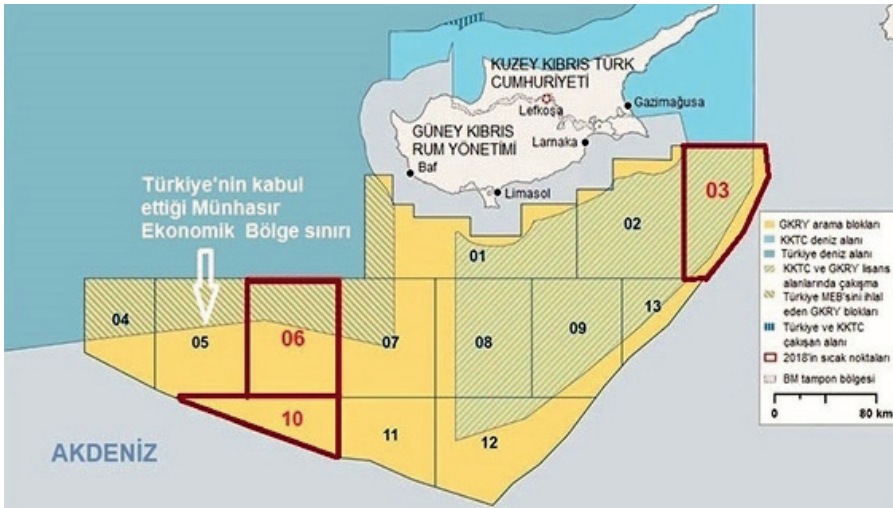 KUZEY KIBRIS TÜRK
CUMHURİYETİ
Lefkoşa
Gazimağusa
GÜNEY KIBRIS
RUM YÖNETİMİ
Larnaka
Baf
Limasol
Türkiye'nin kabul
ettiği Münhasır
Ekonomik Bölge sınırı
01
02
03
04
05
06
07
08
09
13
10
11
12
AKDENİZ
GKRY arama blokları
KKTC deniz alanı
Türkiye deniz alanı
KKTC ve GKRY lisans
alanlarında çakışma
Türkiye MEB'sini ihlal
eden GKRY blokları
Türkiye ve KKTC
çakışan alanı
2018'in sıcak noktaları
BM tampon bölgesi
0 80 km